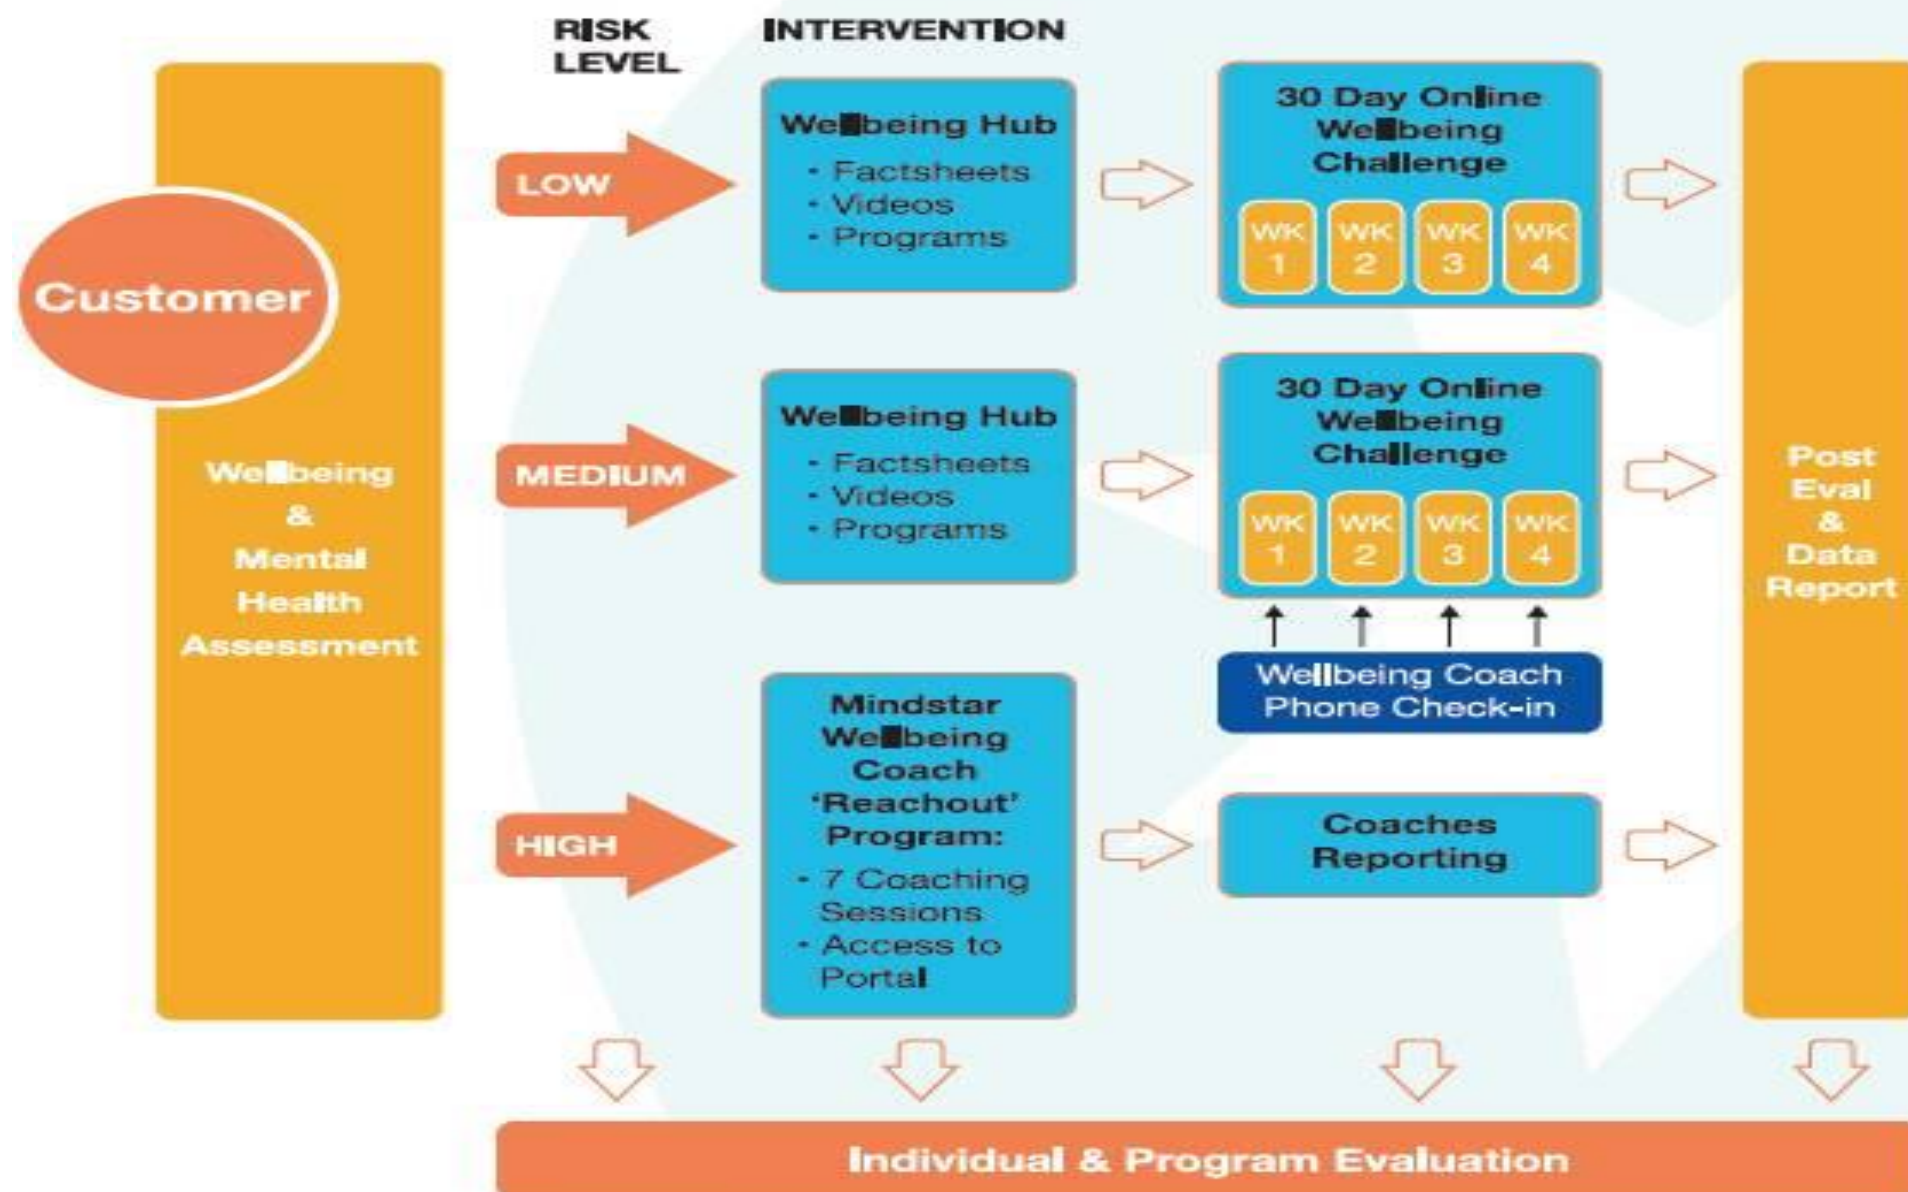 RISK
LEVEL
INTERVENTION
Customer
Wellbeing
&
Mental
Health
Assessment
LOW
Wellbeing Hub
• Factsheets
• Videos
• Programs
30 Day Online
Wellbeing
Challenge
WK
1
WK
2
WK
3
WK
4
MEDIUM
Wellbeing Hub
• Factsheets
• Videos
• Programs
30 Day Online
Wellbeing
Challenge
WK
1
WK
2
WK
3
WK
4
Wellbeing Coach
Phone Check-in
HIGH
Mindstar
Wellbeing
Coach
‘Reachout’
Program:
• 7 Coaching
Sessions
• Access to
Portal
Coaches
Reporting
Post
Eval
&
Data
Report
Individual & Program Evaluation